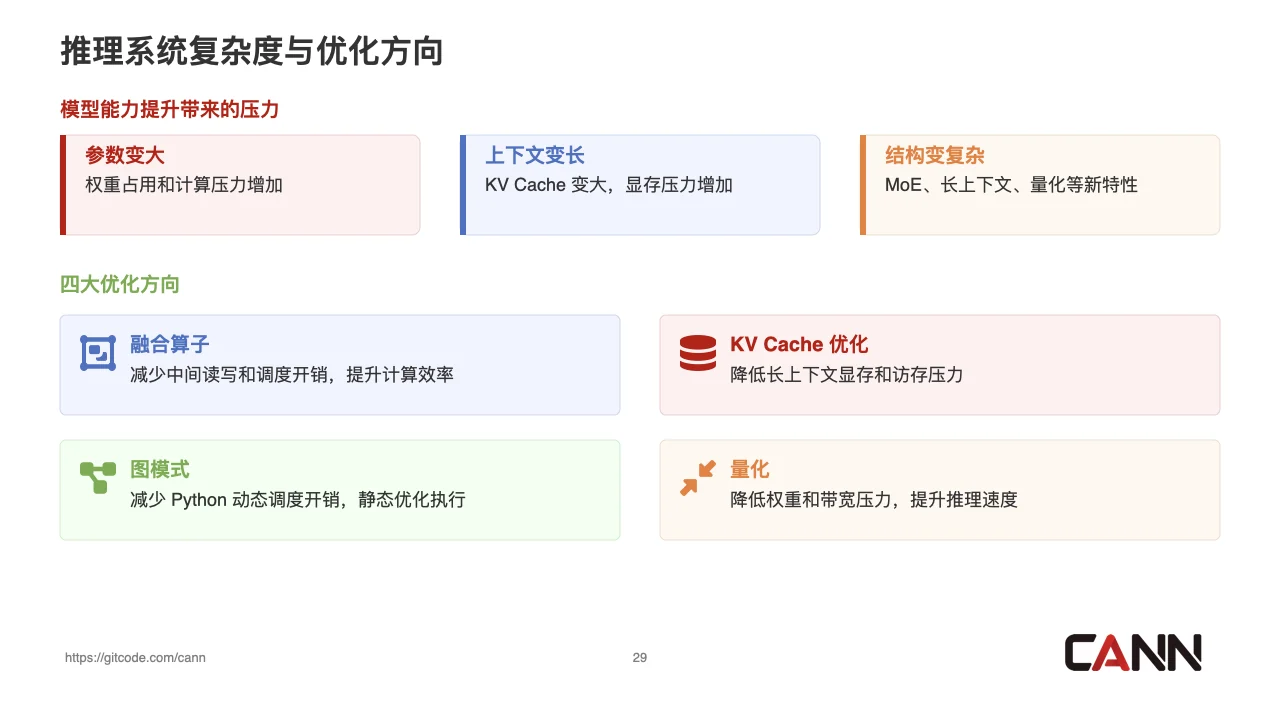 推理系统复杂度与优化方向
模型能力提升带来的压力
参数变大
权重占用和计算压力增加
上下文变长
KV Cache 变大，显存压力增加
结构变复杂
MoE、长上下文、量化等新特性
四大优化方向
融合算子
减少中间读写和调度开销，提升计算效率
KV Cache 优化
降低长上下文显存和访存压力
图模式
减少 Python 动态调度开销，静态优化执行
量化
降低权重和带宽压力，提升推理速度
https://gitcode.com/cann
29
CANN